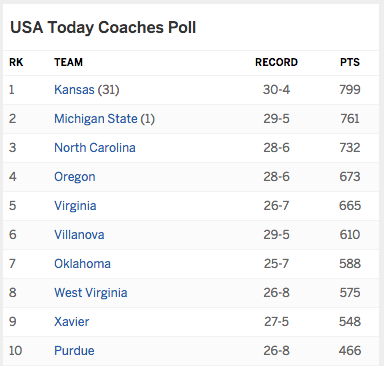 USA Today Coaches Poll
RK TEAM RECORD PTS
1 Kansas (31) 30-4 799
2 Michigan State (1) 29-5 761
3 North Carolina 28-6 732
4 Oregon 28-6 673
5 Virginia 26-7 665
6 Villanova 29-5 610
7 Oklahoma 25-7 588
8 West Virginia 26-8 575
9 Xavier 27-5 548
10 Purdue 26-8 466